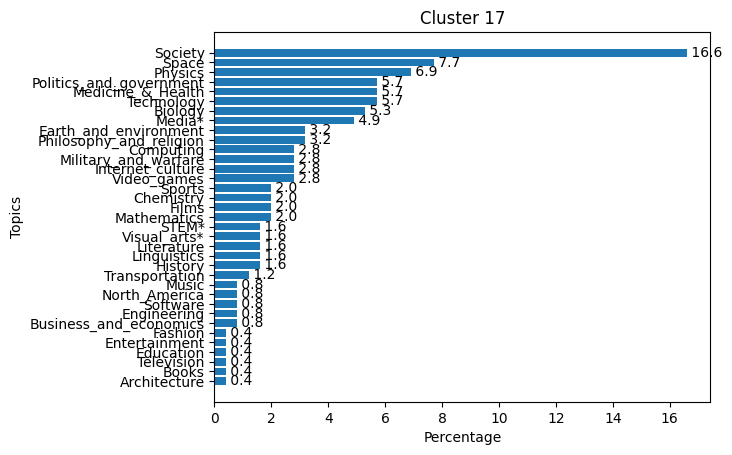 Cluster 17
Society 16.6
Space 7.7
Physics 6.9
Politics_and_government 5.7
Medicine_&_Health 5.7
Technology 5.7
Biology 5.3
Media* 4.9
Earth_and_environment 3.2
Philosophy_and_religion 3.2
Computing 2.8
Military_and_warfare 2.8
Internet_culture 2.8
Video_games 2.8
Sports 2.0
Chemistry 2.0
Films 2.0
Mathematics 2.0
STEM* 1.6
Visual_arts* 1.6
Literature 1.6
Linguistics 1.6
History 1.6
Transportation 1.2
Music 0.8
North_America 0.8
Software 0.8
Engineering 0.8
Business_and_economics 0.8
Fashion 0.4
Entertainment 0.4
Education 0.4
Television 0.4
Books 0.4
Architecture 0.4
Topics
0 2 4 6 8 10 12 14 16
Percentage